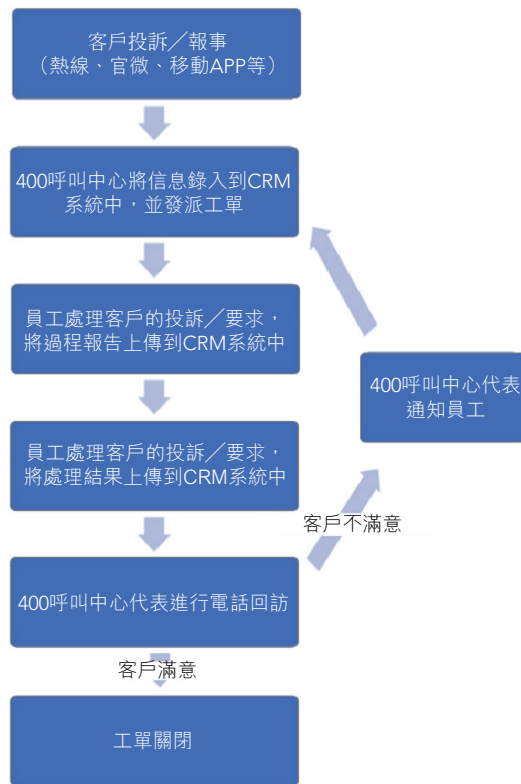 客戶投訴／報事
（熱線、官微、移動APP等）
400呼叫中心將信息錄入到CRM
系統中，並發派工單
員工處理客戶的投訴／要求，
將過程報告上傳到CRM系統中
400呼叫中心代表
通知員工
員工處理客戶的投訴／要求，
將處理結果上傳到CRM系統中
客戶不滿意
400呼叫中心代表進行電話回訪
客戶滿意
工單關閉